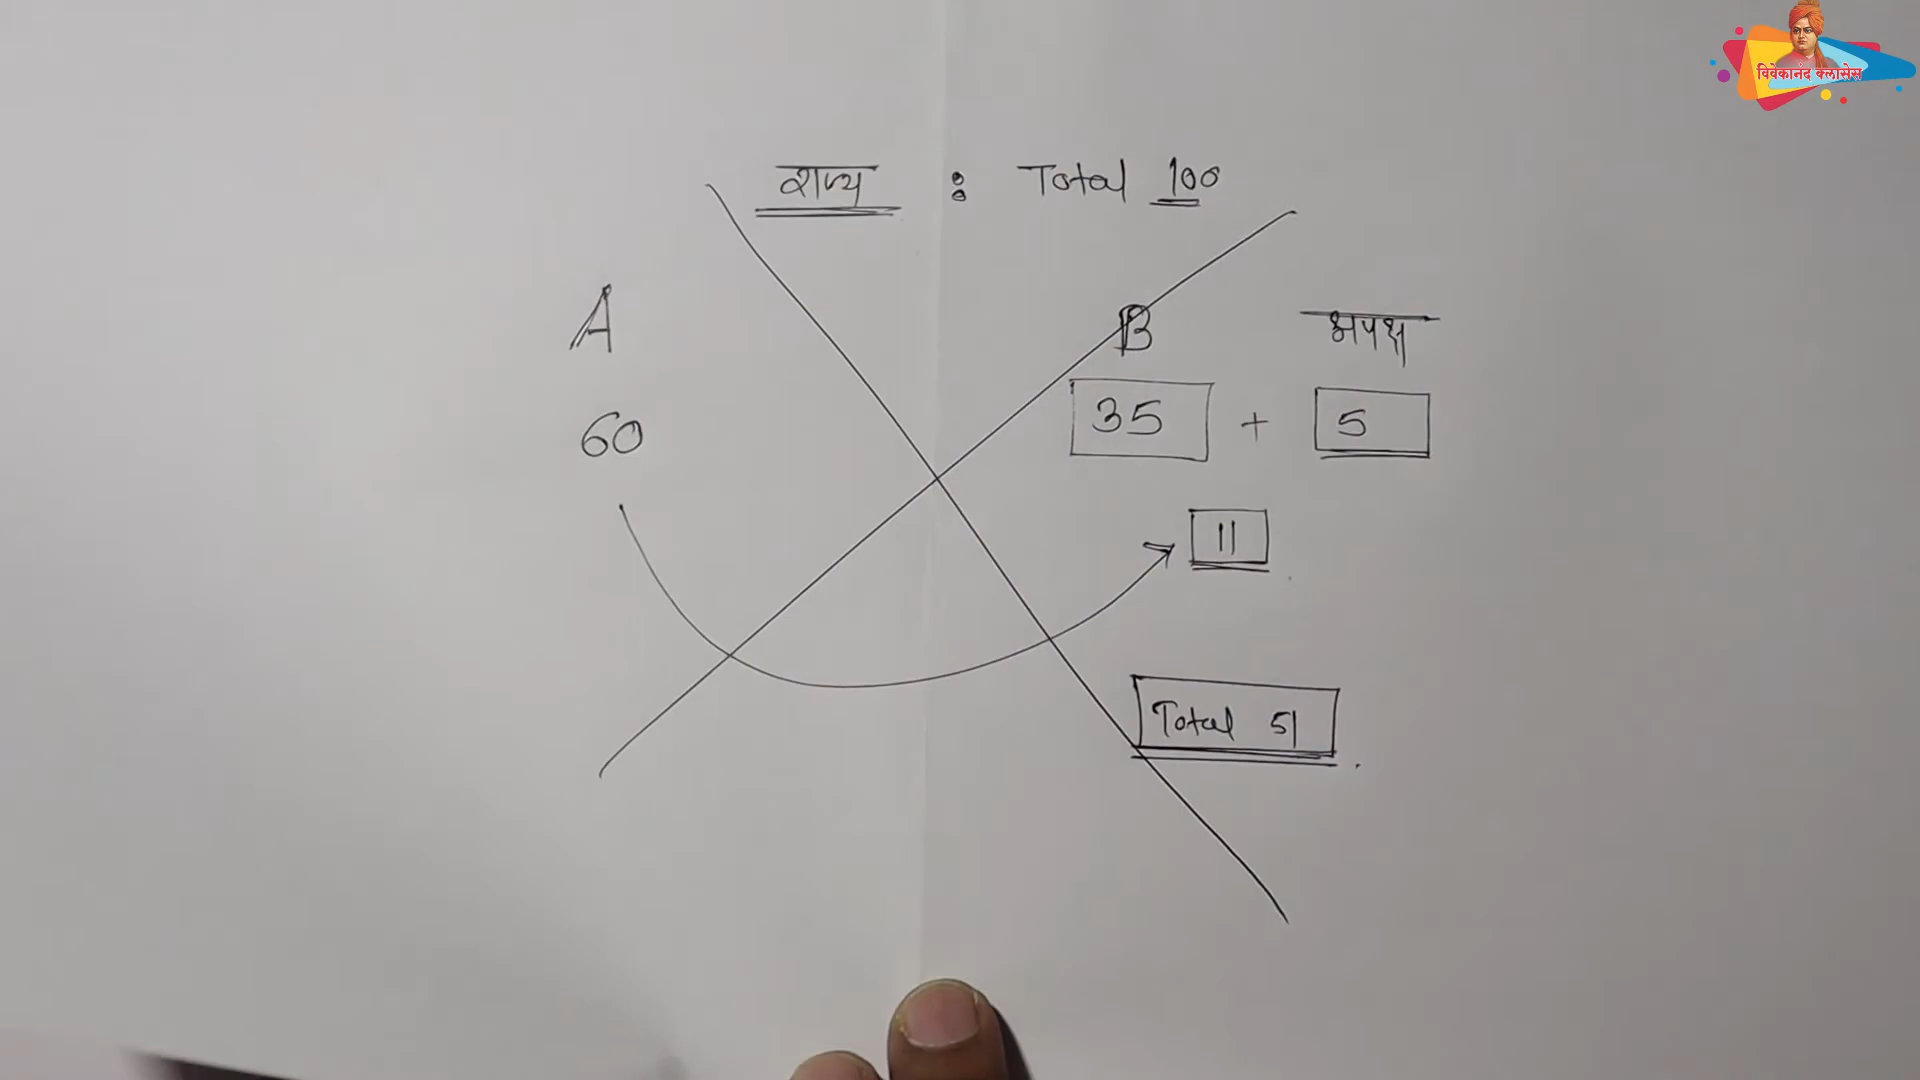 विवेकानंद क्लासेस
राज्य : Total 100
A B अपक्ष
60 35 + 5
11
Total 51